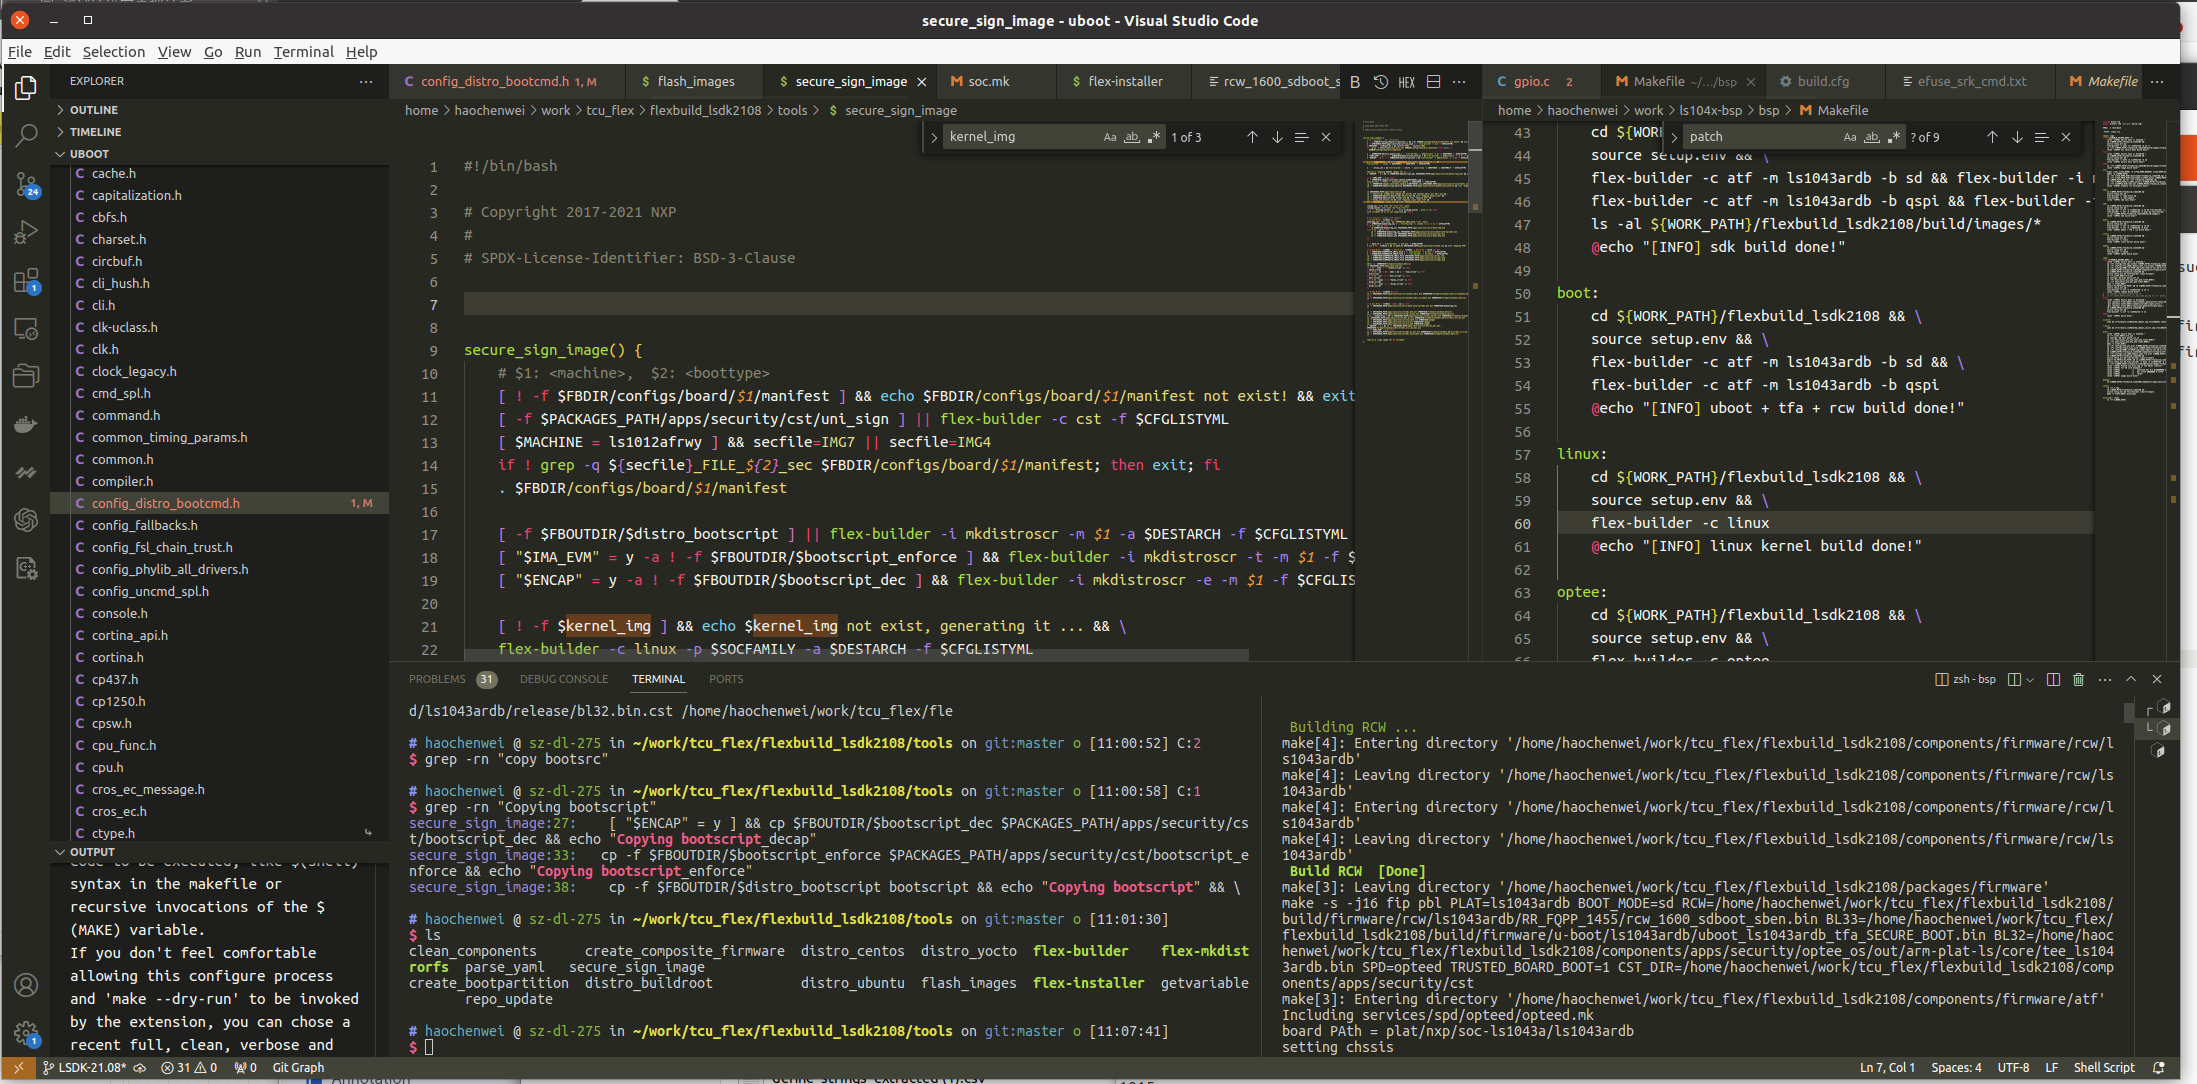 secure_sign_image - uboot - Visual Studio Code
File Edit Selection View Go Run Terminal Help
EXPLORER
OUTLINE
TIMELINE
UBOOT
cache.h
capitalization.h
cbfs.h
charset.h
circbuf.h
cli_hush.h
cli.h
clk-uclass.h
clk.h
clock_legacy.h
cmd_spl.h
command.h
common_timing_params.h
common.h
compiler.h
config_distro_bootcmd.h 1, M
config_fallbacks.h
config_fsl_chain_trust.h
config_phylib_all_drivers.h
config_uncmd_spl.h
console.h
cortina_api.h
cortina.h
cp437.h
cp1250.h
cpsw.h
cpu_func.h
cpu.h
cros_ec_message.h
cros_ec.h
ctype.h
OUTPUT
code to be executed, like $(shell)
syntax in the makefile or
recursive invocations of the $
(MAKE) variable.
If you don't feel comfortable
allowing this configure process
and 'make --dry-run' to be invoked
by the extension, you can chose a
recent full, clean, verbose and
24
1
1
config_distro_bootcmd.h 1, M flash_images secure_sign_image soc.mk flex-installer rcw_1600_sdboot_s
home > haochenwei > work > tcu_flex > flexbuild_lsdk2108 > tools > $ secure_sign_image
kernel_img Aa ab 1 of 3
1 #!/bin/bash
2
3 # Copyright 2017-2021 NXP
4 #
5 # SPDX-License-Identifier: BSD-3-Clause
6
7
8
9 secure_sign_image() {
10 # $1: <machine>, $2: <boottype>
11 [ ! -f $FBDIR/configs/board/$1/manifest ] && echo $FBDIR/configs/board/$1/manifest not exist! && exit
12 [ -f $PACKAGES_PATH/apps/security/cst/uni_sign ] || flex-builder -c cst -f $CFGLISTYML
13 [ $MACHINE = ls1012afrwy ] && secfile=IMG7 || secfile=IMG4
14 if ! grep -q ${secfile}_FILE_${2}_sec $FBDIR/configs/board/$1/manifest; then exit; fi
15 . $FBDIR/configs/board/$1/manifest
16
17 [ -f $FBOUTDIR/$distro_bootscript ] || flex-builder -i mkdistroscr -m $1 -a $DESTARCH -f $CFGLISTYML
18 [ "$IMA_EVM" = y -a ! -f $FBOUTDIR/$bootscript_enforce ] && flex-builder -i mkdistroscr -t -m $1 -f $
19 [ "$ENCAP" = y -a ! -f $FBOUTDIR/$bootscript_dec ] && flex-builder -i mkdistroscr -e -m $1 -f $CFGLIS
20
21 [ ! -f $kernel_img ] && echo $kernel_img not exist, generating it ... && \
22 flex-builder -c linux -p $SOCFAMILY -a $DESTARCH -f $CFGLISTYML
B HEX
gpio.c 2 Makefile ~/.../bsp build.cfg efuse_srk_cmd.txt Makefile
home > haochenwei > work > ls104x-bsp > bsp > Makefile
patch Aa ab ? of 9
43 cd ${WORK
44 source setup.env && \
45 flex-builder -c atf -m ls1043ardb -b sd && flex-builder -i
46 flex-builder -c atf -m ls1043ardb -b qspi && flex-builder -
47 ls -al ${WORK_PATH}/flexbuild_lsdk2108/build/images/*
48 @echo "[INFO] sdk build done!"
49
50 boot:
51 cd ${WORK_PATH}/flexbuild_lsdk2108 && \
52 source setup.env && \
53 flex-builder -c atf -m ls1043ardb -b sd && \
54 flex-builder -c atf -m ls1043ardb -b qspi
55 @echo "[INFO] uboot + tfa + rcw build done!"
56
57 linux:
58 cd ${WORK_PATH}/flexbuild_lsdk2108 && \
59 source setup.env && \
60 flex-builder -c linux
61 @echo "[INFO] linux kernel build done!"
62
63 optee:
64 cd ${WORK_PATH}/flexbuild_lsdk2108 && \
65 source setup.env && \
66 flex-builder -c optee
PROBLEMS 31 DEBUG CONSOLE TERMINAL PORTS
zsh - bsp
d/ls1043ardb/release/bl32.bin.cst /home/haochenwei/work/tcu_flex/fle
# haochenwei @ sz-dl-275 in ~/work/tcu_flex/flexbuild_lsdk2108/tools on git:master o [11:00:52] C:2
$ grep -rn "copy bootsrc"
# haochenwei @ sz-dl-275 in ~/work/tcu_flex/flexbuild_lsdk2108/tools on git:master o [11:00:58] C:1
$ grep -rn "Copying bootscript"
secure_sign_image:27: [ "$ENCAP" = y ] && cp $FBOUTDIR/$bootscript_dec $PACKAGES_PATH/apps/security/cs
t/bootscript_dec && echo "Copying bootscript_decap"
secure_sign_image:33: cp -f $FBOUTDIR/$bootscript_enforce $PACKAGES_PATH/apps/security/cst/bootscript_e
nforce && echo "Copying bootscript_enforce"
secure_sign_image:38: cp -f $FBOUTDIR/$distro_bootscript bootscript && echo "Copying bootscript" && \
# haochenwei @ sz-dl-275 in ~/work/tcu_flex/flexbuild_lsdk2108/tools on git:master o [11:01:30]
$ ls
clean_components create_composite_firmware distro_centos distro_yocto flex-builder flex-mkdist
rorfs parse_yaml secure_sign_image
create_bootpartition distro_buildroot distro_ubuntu flash_images flex-installer getvariable
repo_update
# haochenwei @ sz-dl-275 in ~/work/tcu_flex/flexbuild_lsdk2108/tools on git:master o [11:07:41]
$
Building RCW ...
make[4]: Entering directory '/home/haochenwei/work/tcu_flex/flexbuild_lsdk2108/components/firmware/rcw/l
s1043ardb'
make[4]: Leaving directory '/home/haochenwei/work/tcu_flex/flexbuild_lsdk2108/components/firmware/rcw/ls
1043ardb'
make[4]: Entering directory '/home/haochenwei/work/tcu_flex/flexbuild_lsdk2108/components/firmware/rcw/l
s1043ardb'
make[4]: Leaving directory '/home/haochenwei/work/tcu_flex/flexbuild_lsdk2108/components/firmware/rcw/ls
1043ardb'
Build RCW [Done]
make[3]: Leaving directory '/home/haochenwei/work/tcu_flex/flexbuild_lsdk2108/packages/firmware'
make -s -j16 fip pbl PLAT=ls1043ardb BOOT_MODE=sd RCW=/home/haochenwei/work/tcu_flex/flexbuild_lsdk2108/
build/firmware/rcw/ls1043ardb/RR_FQPP_1455/rcw_1600_sdboot_sben.bin BL33=/home/haochenwei/work/tcu_flex/
flexbuild_lsdk2108/build/firmware/u-boot/ls1043ardb/uboot_ls1043ardb_tfa_SECURE_BOOT.bin BL32=/home/haoc
henwei/work/tcu_flex/flexbuild_lsdk2108/components/apps/security/optee_os/out/arm-plat-ls/core/tee_ls104
3ardb.bin SPD=opteed TRUSTED_BOARD_BOOT=1 CST_DIR=/home/haochenwei/work/tcu_flex/flexbuild_lsdk2108/comp
onents/apps/security/cst
make[3]: Entering directory '/home/haochenwei/work/tcu_flex/flexbuild_lsdk2108/components/firmware/atf'
Including services/spd/opteed/opteed.mk
board PAth = plat/nxp/soc-ls1043a/ls1043ardb
setting chssis
LSDK-21.08* 31 0 0 Git Graph
Ln 7, Col 1 Spaces: 4 UTF-8 LF Shell Script